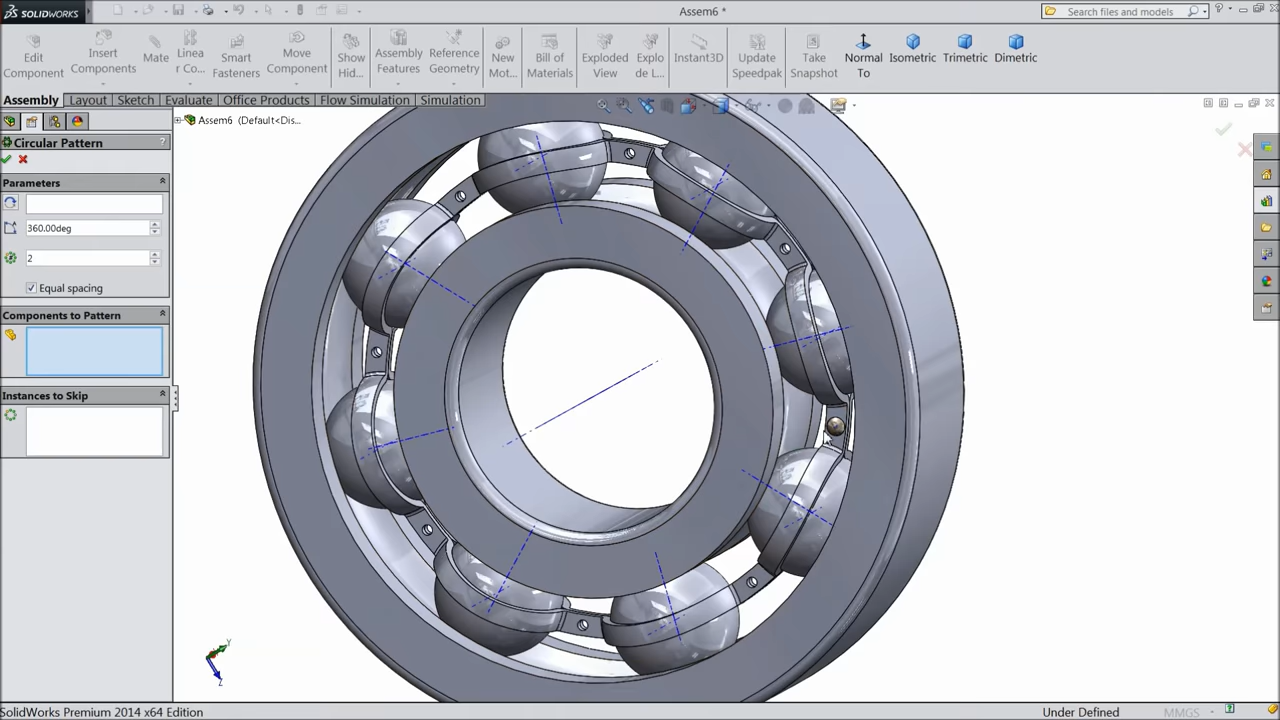 SOLIDWORKS
Assem6 *
Search files and models
Edit Component
Insert Components
Mate
Linea r Co...
Smart Fasteners
Move Component
Show Hid...
Assembly Features
Reference Geometry
New Mot...
Bill of Materials
Exploded View
Explo de L...
Instant3D
Update Speedpak
Take Snapshot
Normal To
Isometric
Trimetric
Dimetric
Assembly Layout Sketch Evaluate Office Products Flow Simulation Simulation
Assem6 (Default<Dis...
Circular Pattern ?
Parameters
360.00deg
2
Equal spacing
Components to Pattern
Instances to Skip
Y
Z
SolidWorks Premium 2014 x64 Edition
Under Defined
MMGS